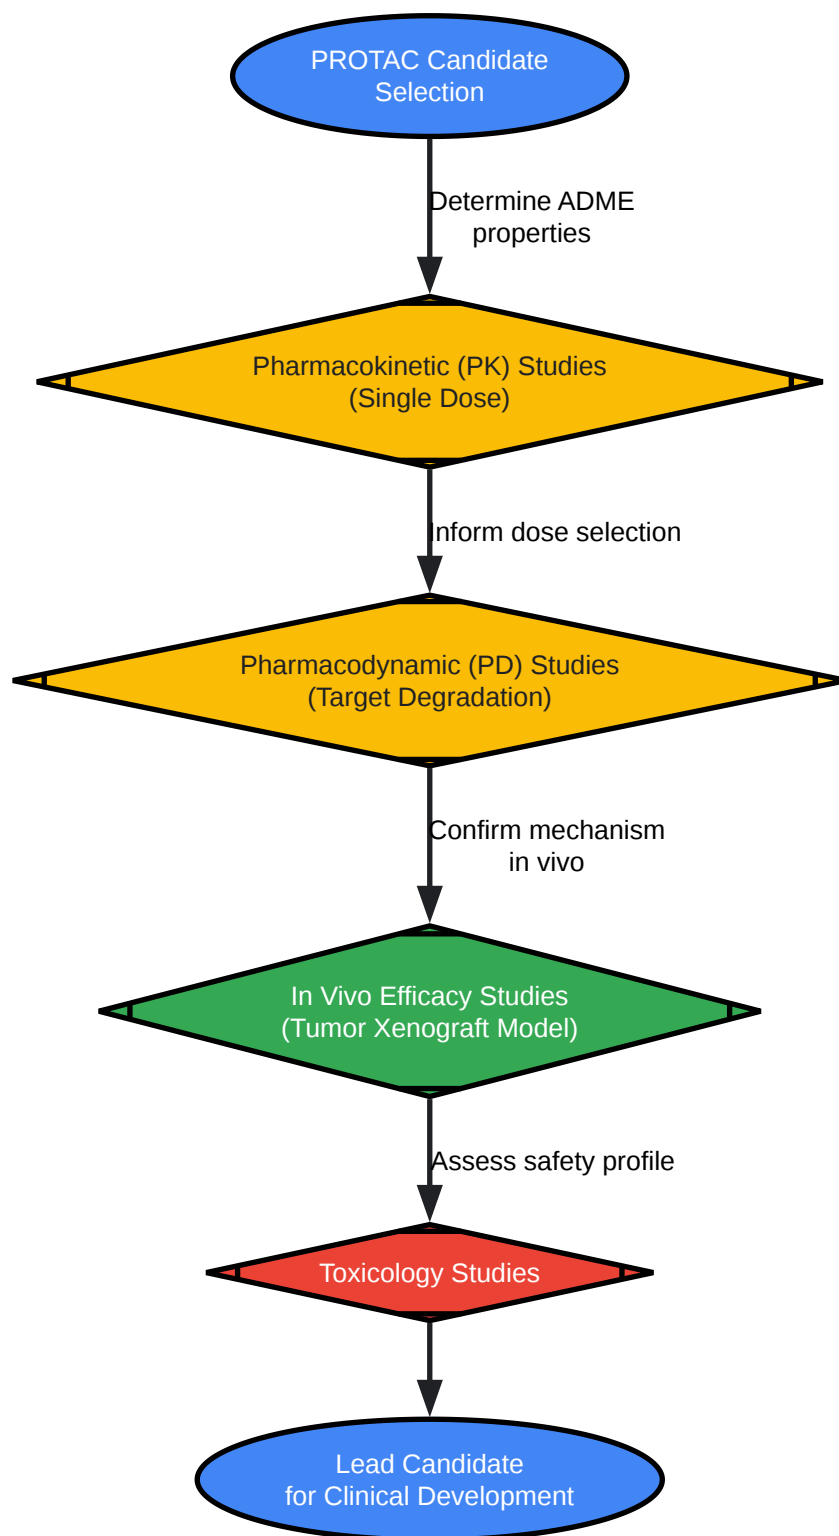 PROTAC Candidate
Selection
Determine ADME
properties
Pharmacokinetic (PK) Studies
(Single Dose)
Inform dose selection
Pharmacodynamic (PD) Studies
(Target Degradation)
Confirm mechanism
in vivo
In Vivo Efficacy Studies
(Tumor Xenograft Model)
Assess safety profile
Toxicology Studies
Lead Candidate
for Clinical Development